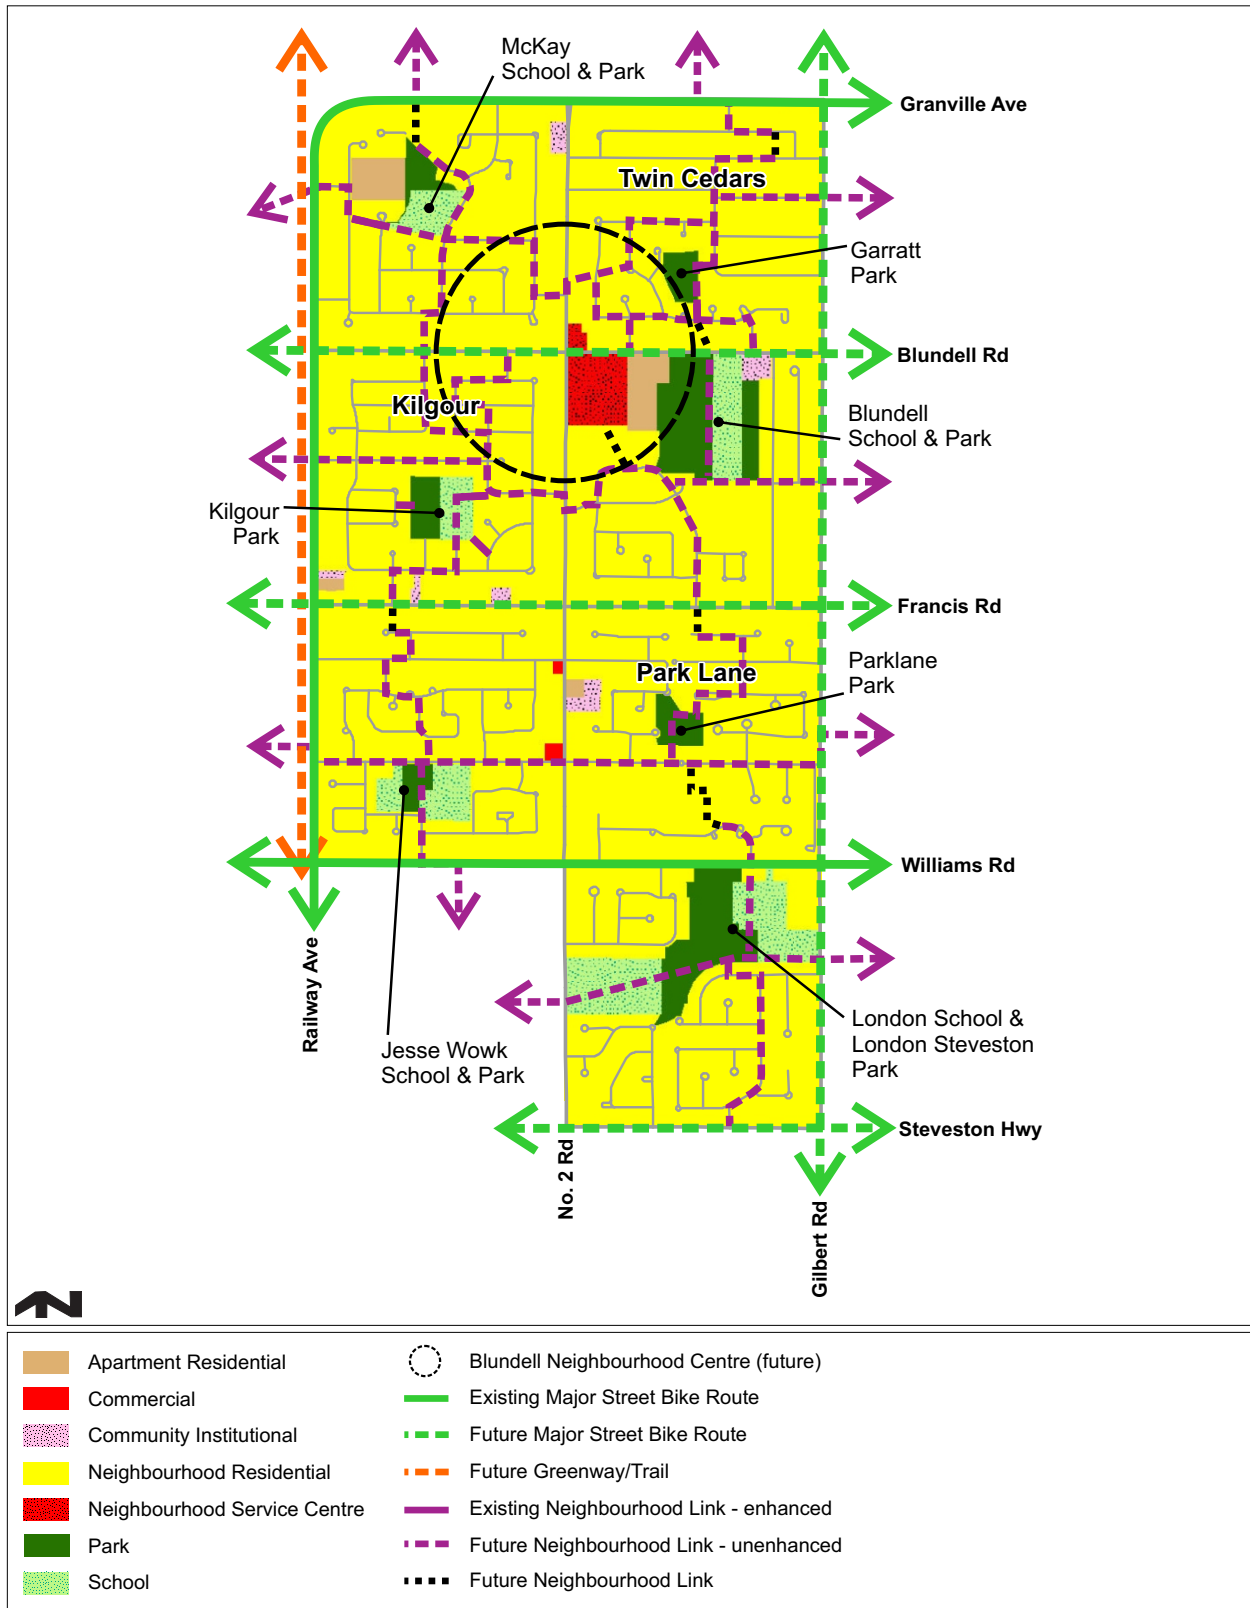 McKay
School & Park
Granville Ave
Twin Cedars
Garratt
Park
Blundell Rd
Kilgour
Blundell
School & Park
Kilgour
Park
Francis Rd
Park Lane
Parklane
Park
Williams Rd
Railway Ave
Jesse Wowk
School & Park
London School &
London Steveston
Park
No. 2 Rd
Steveston Hwy
Gilbert Rd
N
Apartment Residential
Commercial
Community Institutional
Neighbourhood Residential
Neighbourhood Service Centre
Park
School
Blundell Neighbourhood Centre (future)
Existing Major Street Bike Route
Future Major Street Bike Route
Future Greenway/Trail
Existing Neighbourhood Link - enhanced
Future Neighbourhood Link - unenhanced
Future Neighbourhood Link